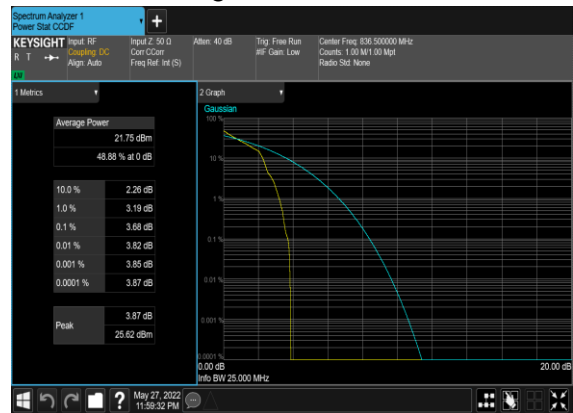 Spectrum Analyzer 1
Power Stat CCDF
+
KEYSIGHT
R T
LW
Input: RF
Coupling: DC
Align: Auto
Input Z: 50 Ω
Corr CCorr
Freq Ref: Int (S)
Atten: 40 dB
Trig: Free Run
#IF Gain: Low
Center Freq: 836.500000 MHz
Counts: 1.00 M/1.00 Mpt
Radio Std: None
1 Metrics
Average Power
21.75 dBm
48.88 % at 0 dB
10.0 % 2.26 dB
1.0 % 3.19 dB
0.1 % 3.68 dB
0.01 % 3.82 dB
0.001 % 3.85 dB
0.0001 % 3.87 dB
Peak
3.87 dB
25.62 dBm
2 Graph
Gaussian
100 %
10 %
1 %
0.1 %
0.01 %
0.001 %
0.0001 %
0.00 dB 20.00 dB
Info BW 25.000 MHz
?
May 27, 2022
11:59:32 PM